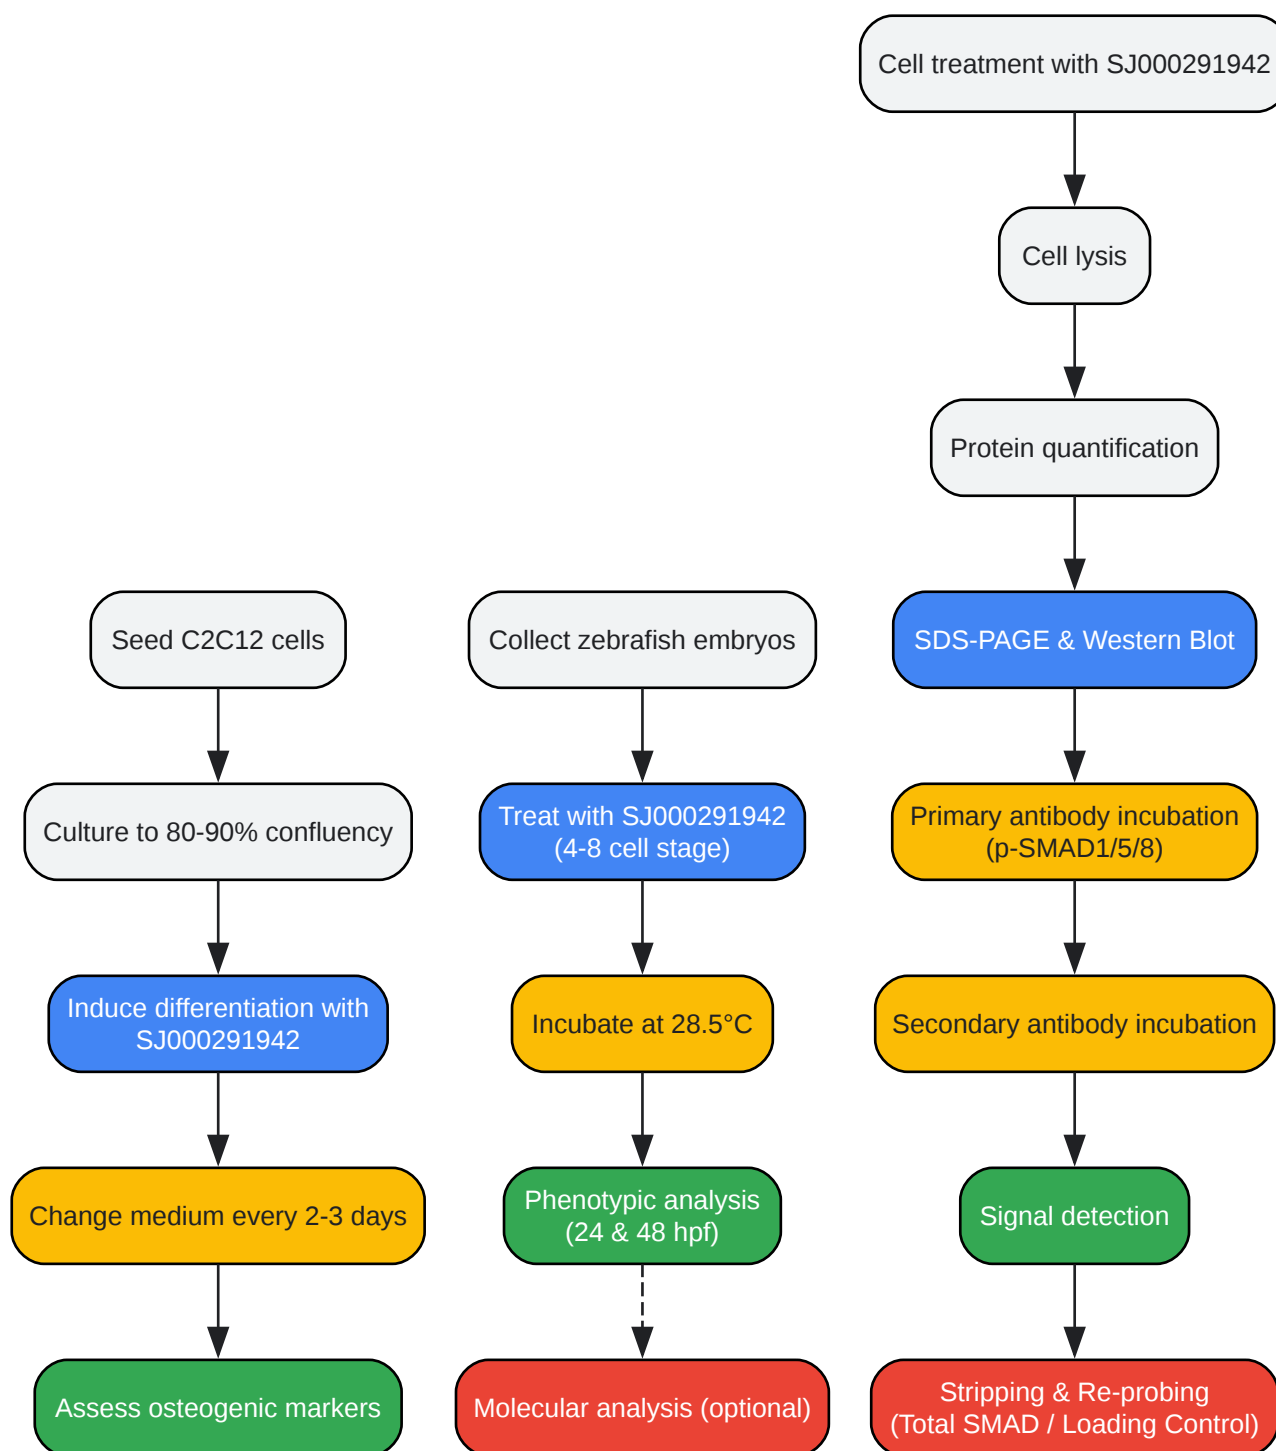 Cell treatment with SJ000291942
Cell lysis
Protein quantification
Seed C2C12 cells
Collect zebrafish embryos
SDS-PAGE & Western Blot
Culture to 80-90% confluency
Treat with SJ000291942
(4-8 cell stage)
Primary antibody incubation
(p-SMAD1/5/8)
Induce differentiation with
SJ000291942
Incubate at 28.5°C
Secondary antibody incubation
Change medium every 2-3 days
Phenotypic analysis
(24 & 48 hpf)
Signal detection
Assess osteogenic markers
Molecular analysis (optional)
Stripping & Re-probing
(Total SMAD / Loading Control)